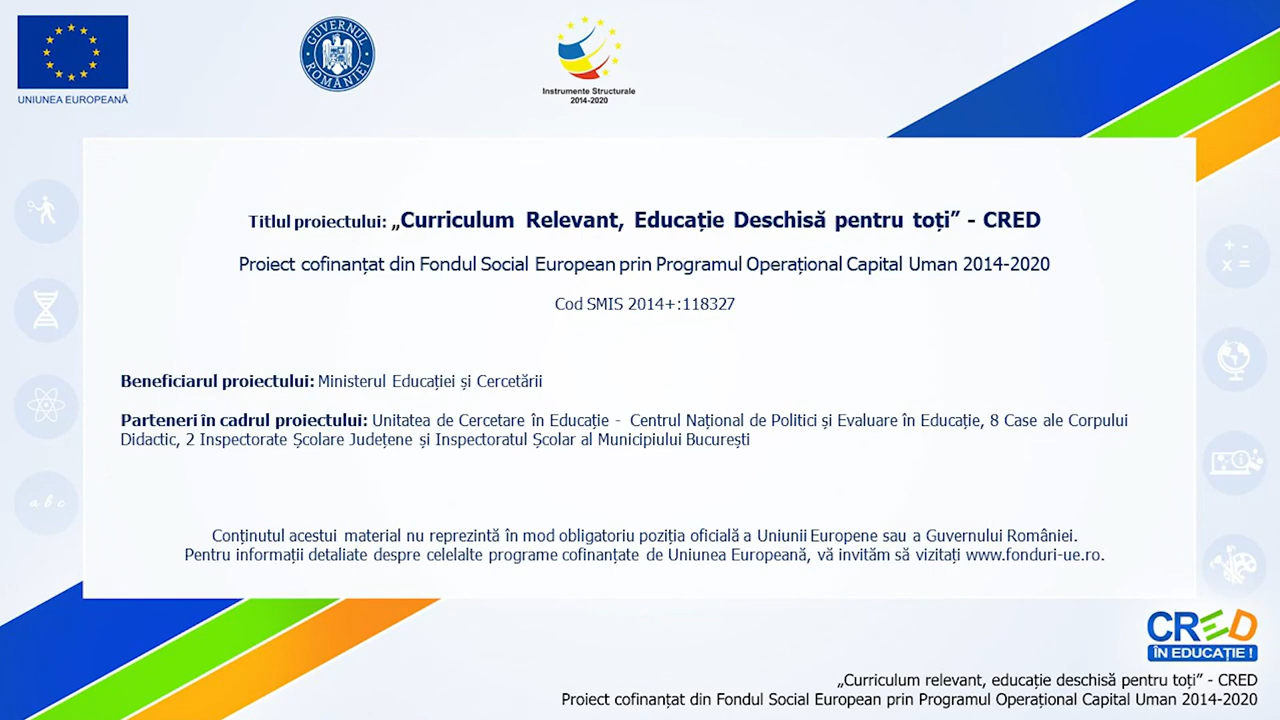 UNIUNEA EUROPEANĂ
GUVERNUL ROMÂNIEI
Instrumente Structurale
2014-2020
Titlul proiectului: „Curriculum Relevant, Educație Deschisă pentru toți” - CRED
Proiect cofinanțat din Fondul Social European prin Programul Operațional Capital Uman 2014-2020
Cod SMIS 2014+:118327
+ -
x =
Beneficiarul proiectului: Ministerul Educației și Cercetării
Parteneri în cadrul proiectului: Unitatea de Cercetare în Educație - Centrul Național de Politici și Evaluare în Educație, 8 Case ale Corpului
Didactic, 2 Inspectorate Școlare Județene și Inspectoratul Școlar al Municipiului București
a b c
Conținutul acestui material nu reprezintă în mod obligatoriu poziția oficială a Uniunii Europene sau a Guvernului României.
Pentru informații detaliate despre celelalte programe cofinanțate de Uniunea Europeană, vă invităm să vizitați www.fonduri-ue.ro.
CRED
ÎN EDUCAȚIE !
„Curriculum relevant, educație deschisă pentru toți” - CRED
Proiect cofinanțat din Fondul Social European prin Programul Operațional Capital Uman 2014-2020